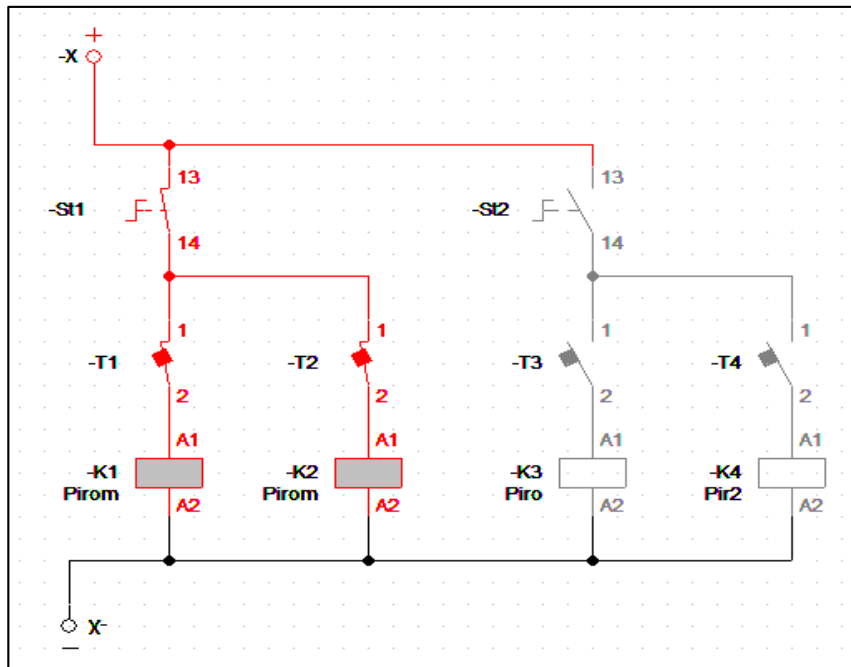 +
-X
13
13
-St1
-St2
14
14
1
1
1
1
-T1
-T2
-T3
-T4
2
2
2
2
A1
A1
A1
A1
-K1
-K2
-K3
-K4
Pirom
Pirom
Piro
Pir2
A2
A2
A2
A2
X-
—